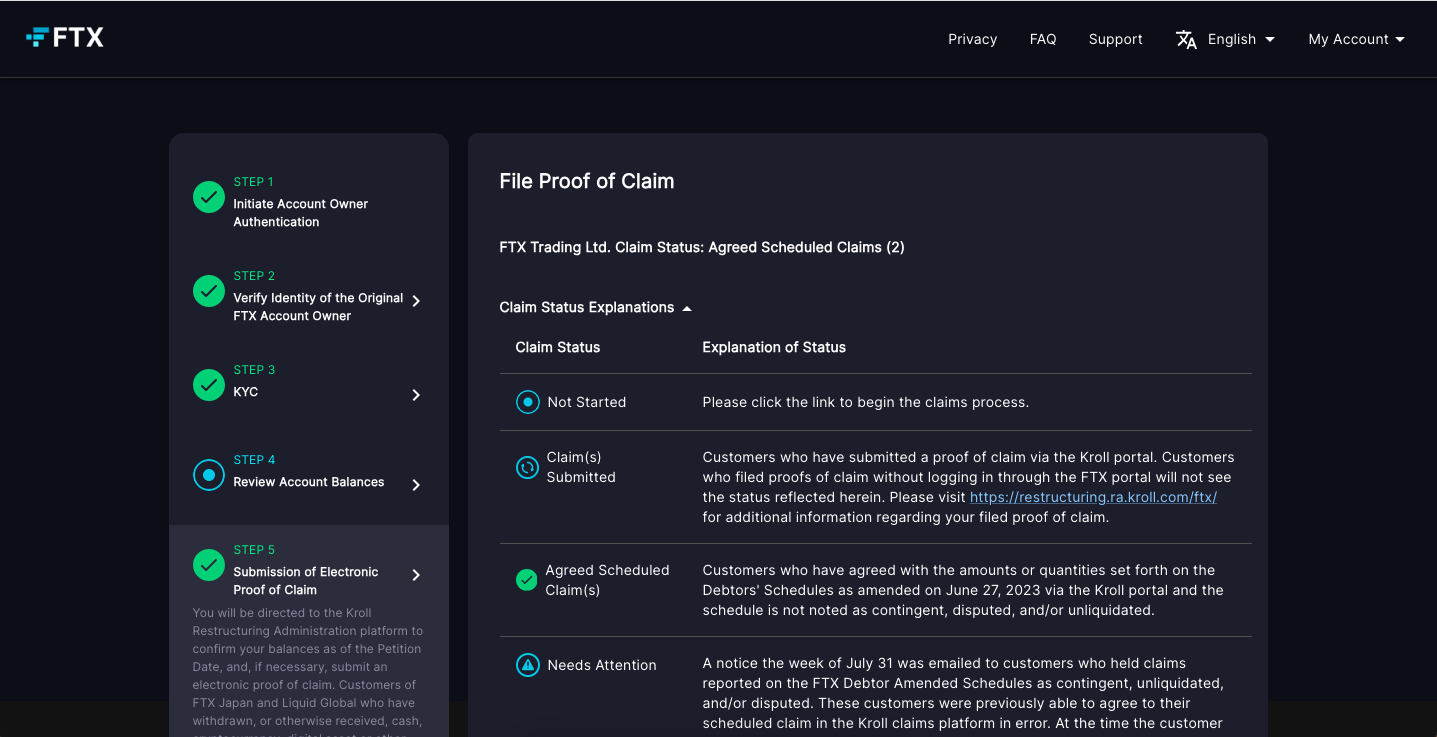 FTX
Privacy FAQ Support English My Account
STEP 1
Initiate Account Owner
Authentication
STEP 2
Verify Identity of the Original
FTX Account Owner
STEP 3
KYC
STEP 4
Review Account Balances
STEP 5
Submission of Electronic
Proof of Claim
You will be directed to the Kroll
Restructuring Administration platform to
confirm your balances as of the Petition
Date, and, if necessary, submit an
electronic proof of claim. Customers of
FTX Japan and Liquid Global who have
withdrawn, or otherwise received, cash,
cryptocurrency, digital asset or other
File Proof of Claim
FTX Trading Ltd. Claim Status: Agreed Scheduled Claims (2)
Claim Status Explanations
Claim Status Explanation of Status
Not Started Please click the link to begin the claims process.
Claim(s)
Submitted
Customers who have submitted a proof of claim via the Kroll portal. Customers
who filed proofs of claim without logging in through the FTX portal will not see
the status reflected herein. Please visit https://restructuring.ra.kroll.com/ftx/
for additional information regarding your filed proof of claim.
Agreed Scheduled
Claim(s)
Customers who have agreed with the amounts or quantities set forth on the
Debtors' Schedules as amended on June 27, 2023 via the Kroll portal and the
schedule is not noted as contingent, disputed, and/or unliquidated.
Needs Attention
A notice the week of July 31 was emailed to customers who held claims
reported on the FTX Debtor Amended Schedules as contingent, unliquidated,
and/or disputed. These customers were previously able to agree to their
scheduled claim in the Kroll claims platform in error. At the time the customer